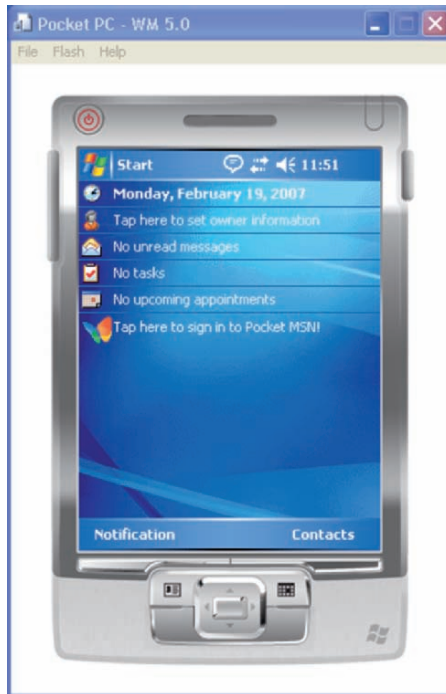 Pocket PC - WM 5.0
File Flash Help
Start 11:51
Monday, February 19, 2007
Tap here to set owner information
No unread messages
No tasks
No upcoming appointments
Tap here to sign in to Pocket MSN!
Notification Contacts